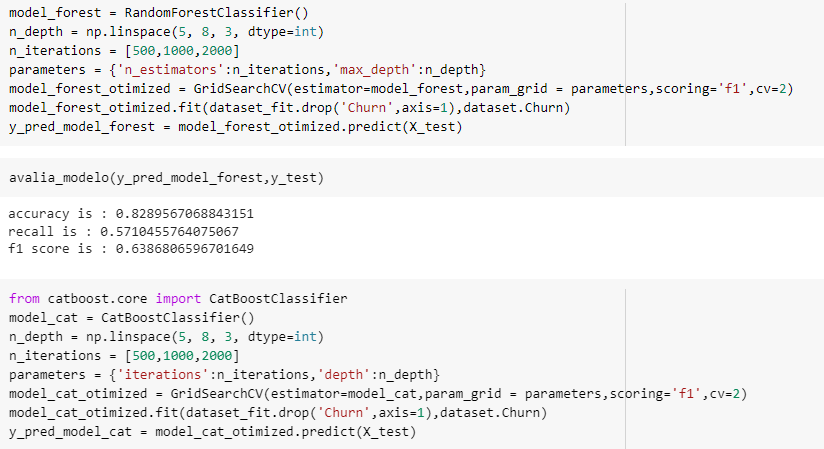 model_forest = RandomForestClassifier()
n_depth = np.linspace(5, 8, 3, dtype=int)
n_iterations = [500,1000,2000]
parameters = {'n_estimators':n_iterations,'max_depth':n_depth}
model_forest_otimized = GridSearchCV(estimator=model_forest,param_grid = parameters,scoring='f1',cv=2)
model_forest_otimized.fit(dataset_fit.drop('Churn',axis=1),dataset.Churn)
y_pred_model_forest = model_forest_otimized.predict(X_test)
avalia_modelo(y_pred_model_forest,y_test)
accuracy is : 0.8289567068843151
recall is : 0.5710455764075067
f1 score is : 0.6386806596701649
from catboost.core import CatBoostClassifier
model_cat = CatBoostClassifier()
n_depth = np.linspace(5, 8, 3, dtype=int)
n_iterations = [500,1000,2000]
parameters = {'iterations':n_iterations,'depth':n_depth}
model_cat_otimized = GridSearchCV(estimator=model_cat,param_grid = parameters,scoring='f1',cv=2)
model_cat_otimized.fit(dataset_fit.drop('Churn',axis=1),dataset.Churn)
y_pred_model_cat = model_cat_otimized.predict(X_test)